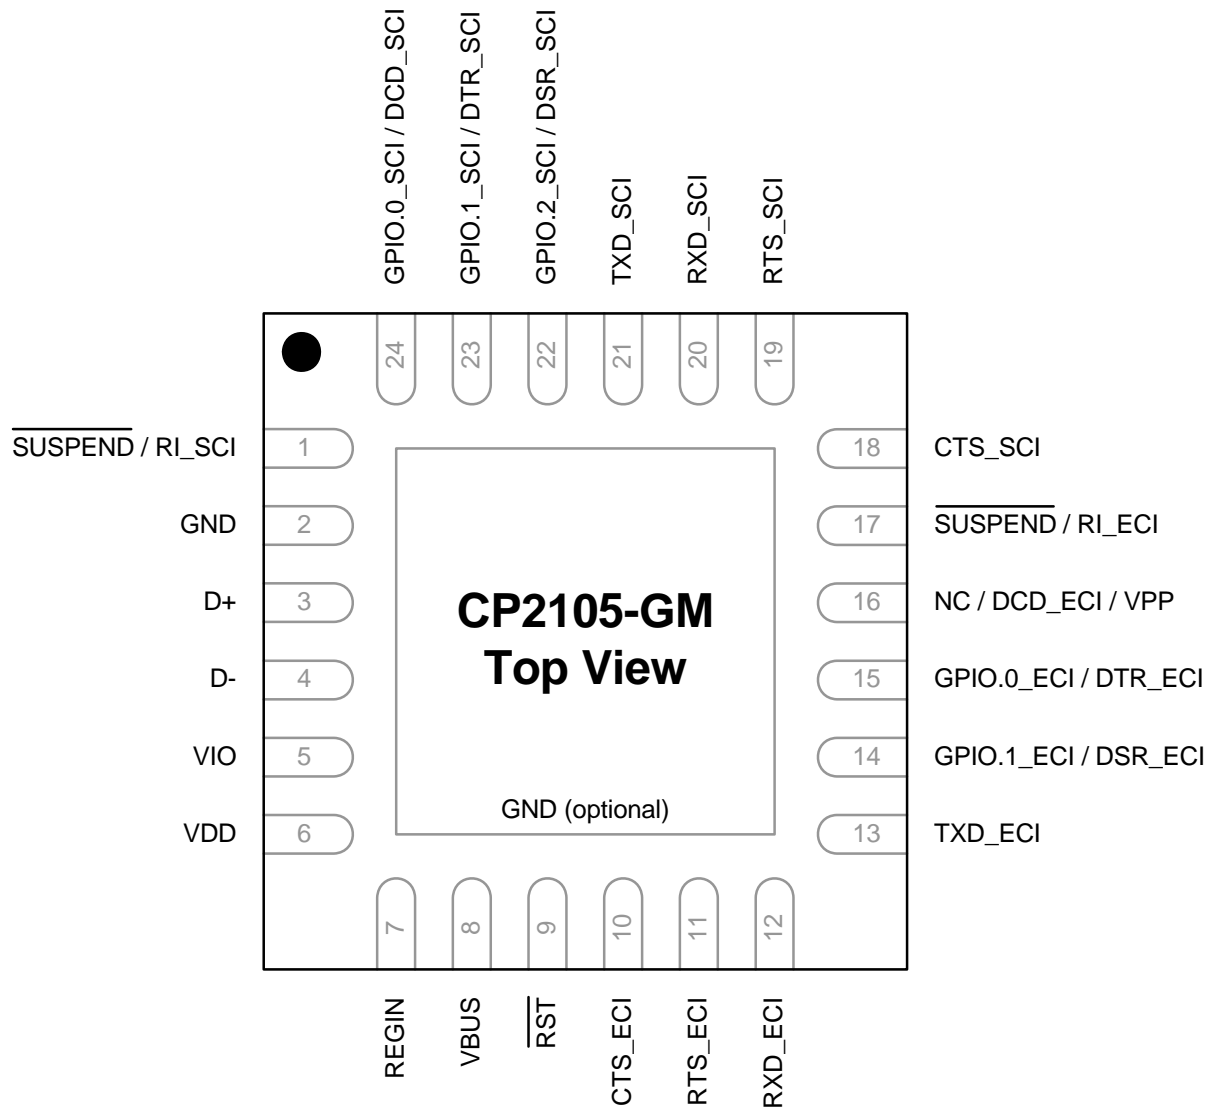 GPIO.0_SCI / DCD_SCI
GPIO.1_SCI / DTR_SCI
GPIO.2_SCI / DSR_SCI
TXD_SCI
RXD_SCI
RTS_SCI
24
23
22
21
20
19
SUSPEND / RI_SCI
1
GND
2
D+
3
D-
4
VIO
5
VDD
6
CP2105-GM
Top View
GND (optional)
18
CTS_SCI
17
SUSPEND / RI_ECI
16
NC / DCD_ECI / VPP
15
GPIO.0_ECI / DTR_ECI
14
GPIO.1_ECI / DSR_ECI
13
TXD_ECI
7
8
9
10
11
12
REGIN
VBUS
RST
CTS_ECI
RTS_ECI
RXD_ECI